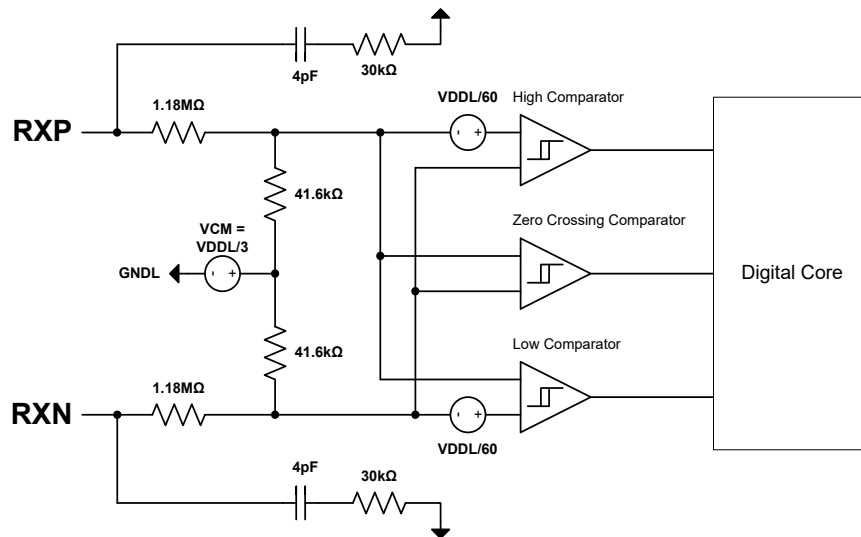 4pF
30kΩ
1.18MΩ
RXP
VDDL/60
-
+
High Comparator
41.6kΩ
VCM =
VDDL/3
GNDL
-
+
Zero Crossing Comparator
Digital Core
41.6kΩ
Low Comparator
1.18MΩ
RXN
-
+
VDDL/60
4pF
30kΩ